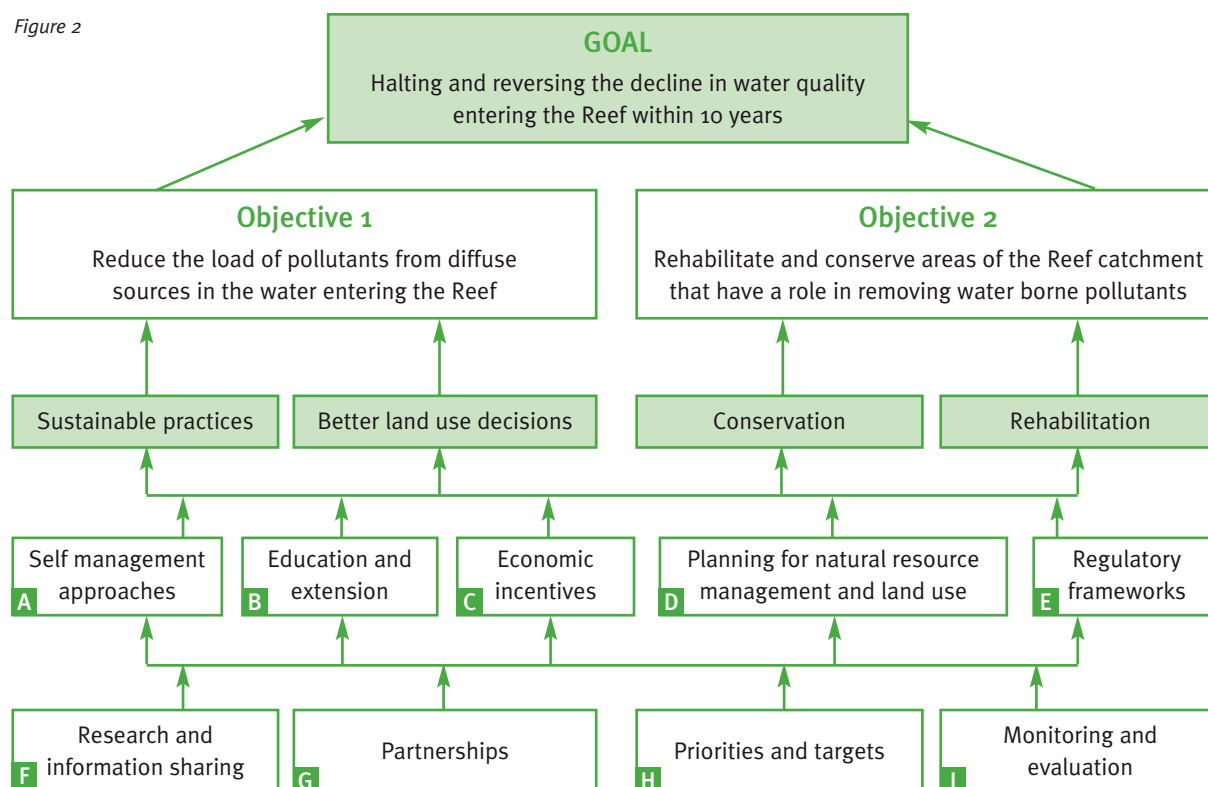 Figure 2
GOAL
Halting and reversing the decline in water quality
entering the Reef within 10 years
Objective 1
Reduce the load of pollutants from diffuse
sources in the water entering the Reef
Objective 2
Rehabilitate and conserve areas of the Reef catchment
that have a role in removing water borne pollutants
Sustainable practices
Better land use decisions
Conservation
Rehabilitation
Self management
approaches
A
Education and
extension
B
Economic
incentives
C
Planning for natural resource
management and land use
D
Regulatory
frameworks
E
Research and
information sharing
F
Partnerships
G
Priorities and targets
H
Monitoring and
evaluation
I